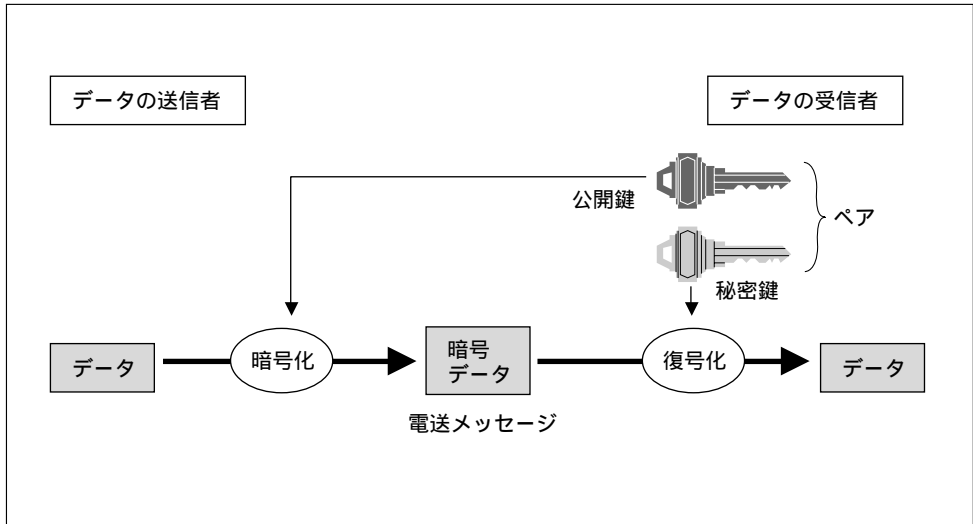 データの送信者
データの受信者
公開鍵
ペア
秘密鍵
データ
暗号化
暗号
データ
復号化
データ
電送メッセージ